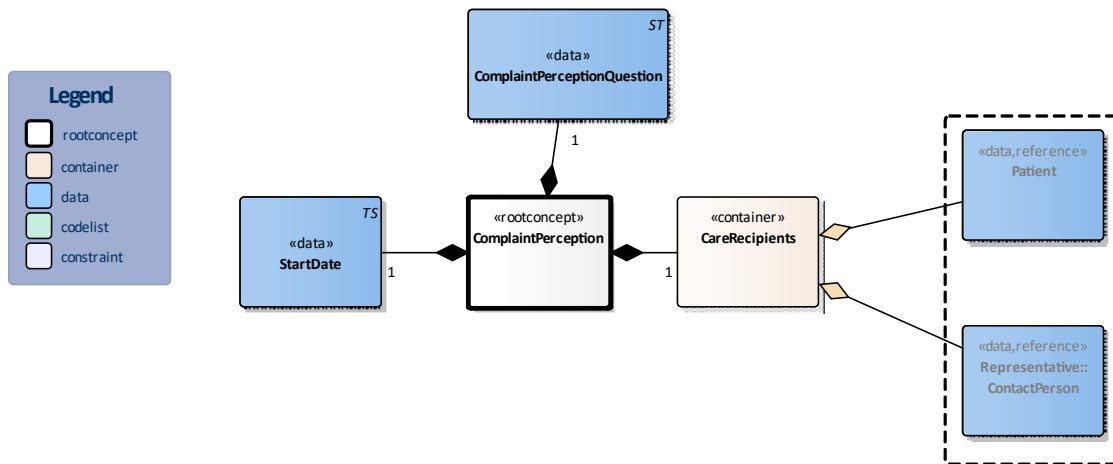 Legend
rootconcept
container
data
codelist
constraint
ST
«data»
ComplaintPerceptionQuestion
1
TS
«data»
StartDate
1
«rootconcept»
ComplaintPerception
1
«container»
CareRecipients
«data,reference»
Patient
«data,reference»
Representative::
ContactPerson